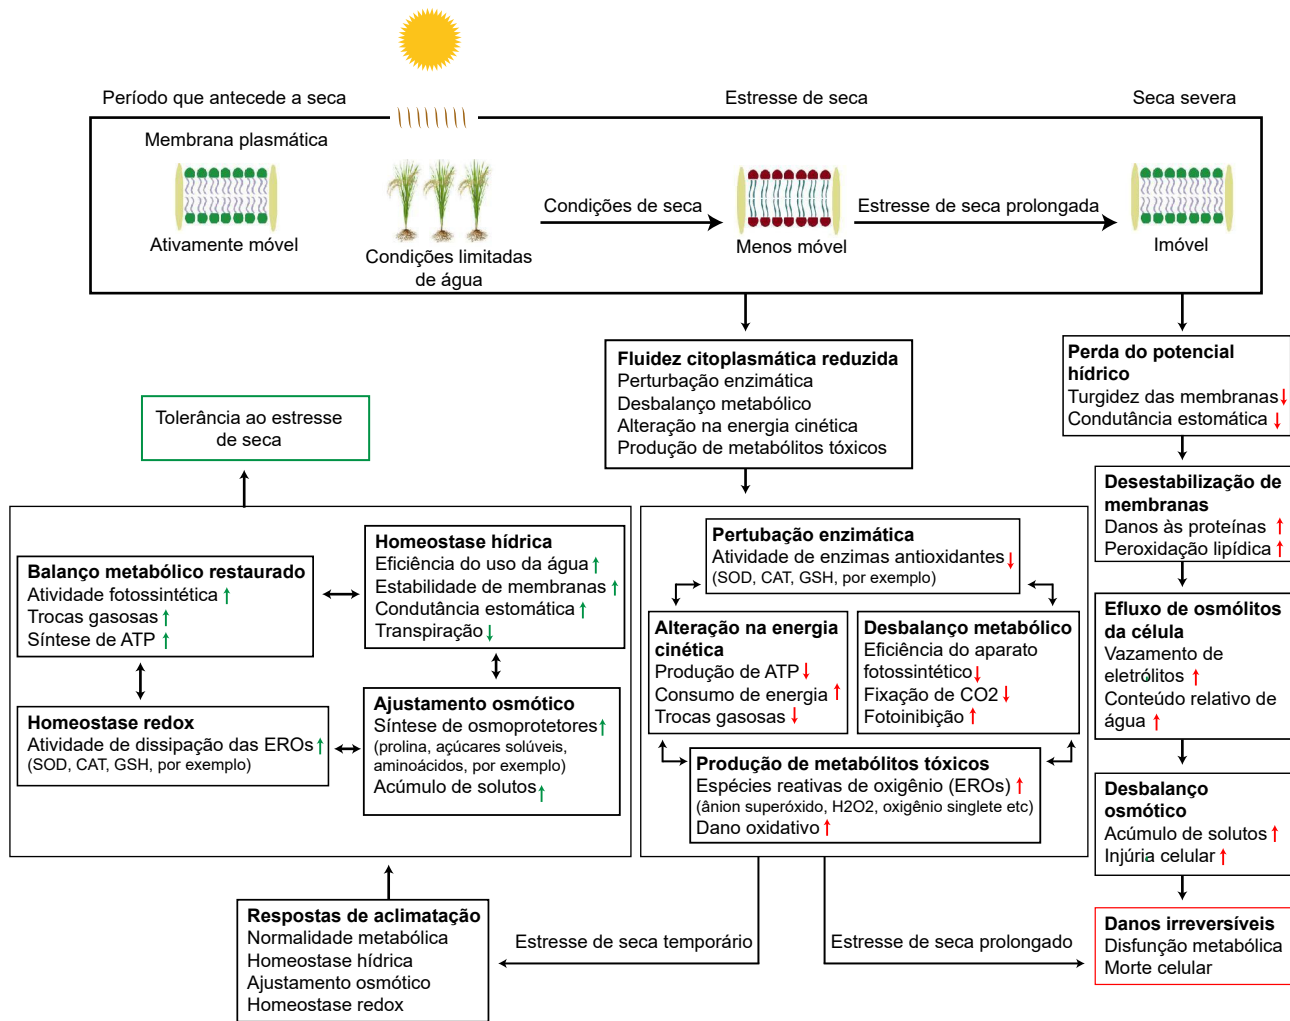 Período que antecede a seca
Estresse de seca
Seca severa
Membrana plasmática
Ativamente móvel
Condições limitadas
de água
Condições de seca
Menos móvel
Estresse de seca prolongada
Imóvel
Fluidez citoplasmática reduzida
Perturbação enzimática
Desbalanço metabólico
Alteração na energia cinética
Produção de metabólitos tóxicos
Perda do potencial
hídrico
Turgidez das membranas↓
Condutância estomática ↓
Tolerância ao estresse
de seca
Desestabilização de
membranas
Danos às proteínas ↑
Peroxidação lipídica ↑
Homeostase hídrica
Eficiência do uso da água ↑
Estabilidade de membranas ↑
Condutância estomática ↑
Transpiração ↓
Balanço metabólico restaurado
Atividade fotossintética ↑
Trocas gasosas ↑
Síntese de ATP ↑
Pertubação enzimática
Atividade de enzimas antioxidantes ↓
(SOD, CAT, GSH, por exemplo)
Alteração na energia
cinética
Produção de ATP ↓
Consumo de energia ↑
Trocas gasosas ↓
Desbalanço metabólico
Eficiência do aparato
fotossintético ↓
Fixação de CO2 ↓
Fotoinibição ↑
Efluxo de osmólitos
da célula
Vazamento de
eletrólitos ↑
Conteúdo relativo de
água ↑
Homeostase redox
Atividade de dissipação das EROs ↑
(SOD, CAT, GSH, por exemplo)
Ajustamento osmótico
Síntese de osmoprotetores ↑
(prolina, açúcares solúveis,
aminoácidos, por exemplo)
Acúmulo de solutos ↑
Produção de metabólitos tóxicos
Espécies reativas de oxigênio (EROs) ↑
(ânion superóxido, H2O2, oxigênio singlete etc)
Dano oxidativo ↑
Desbalanço
osmótico
Acúmulo de solutos ↑
Injúria celular ↑
Respostas de aclimatação
Normalidade metabólica
Homeostase hídrica
Ajustamento osmótico
Homeostase redox
Estresse de seca temporário
Estresse de seca prolongado
Danos irreversíveis
Disfunção metabólica
Morte celular